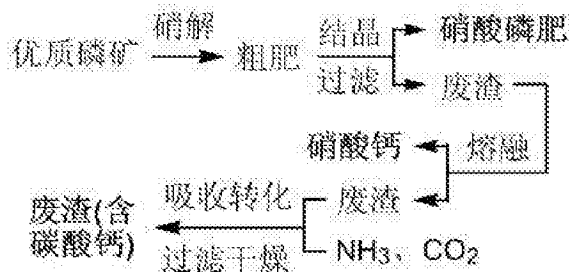 优质磷矿 硝解 粗肥 结晶 过滤 硝酸磷肥
废渣
硝酸钙 熔融
废渣(含碳酸钙) 吸收转化 过滤干燥 废渣
NH₃、CO₂